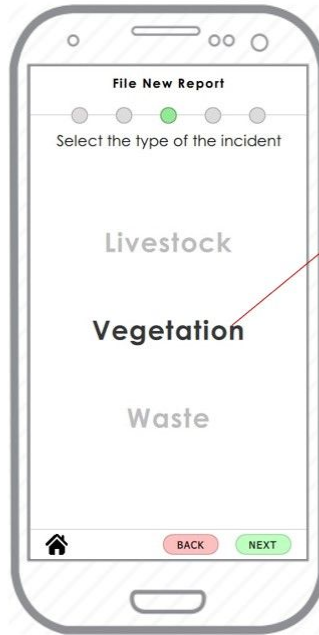 File New Report
Select the type of the incident
Livestock
Vegetation
Waste
BACK NEXT